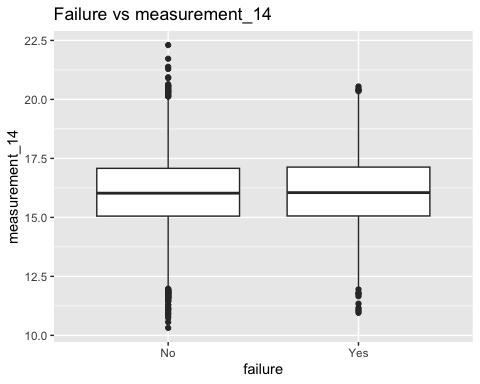 Failure vs measurement_14
22.5
20.0
17.5
15.0
12.5
10.0
measurement_14
No
Yes
failure